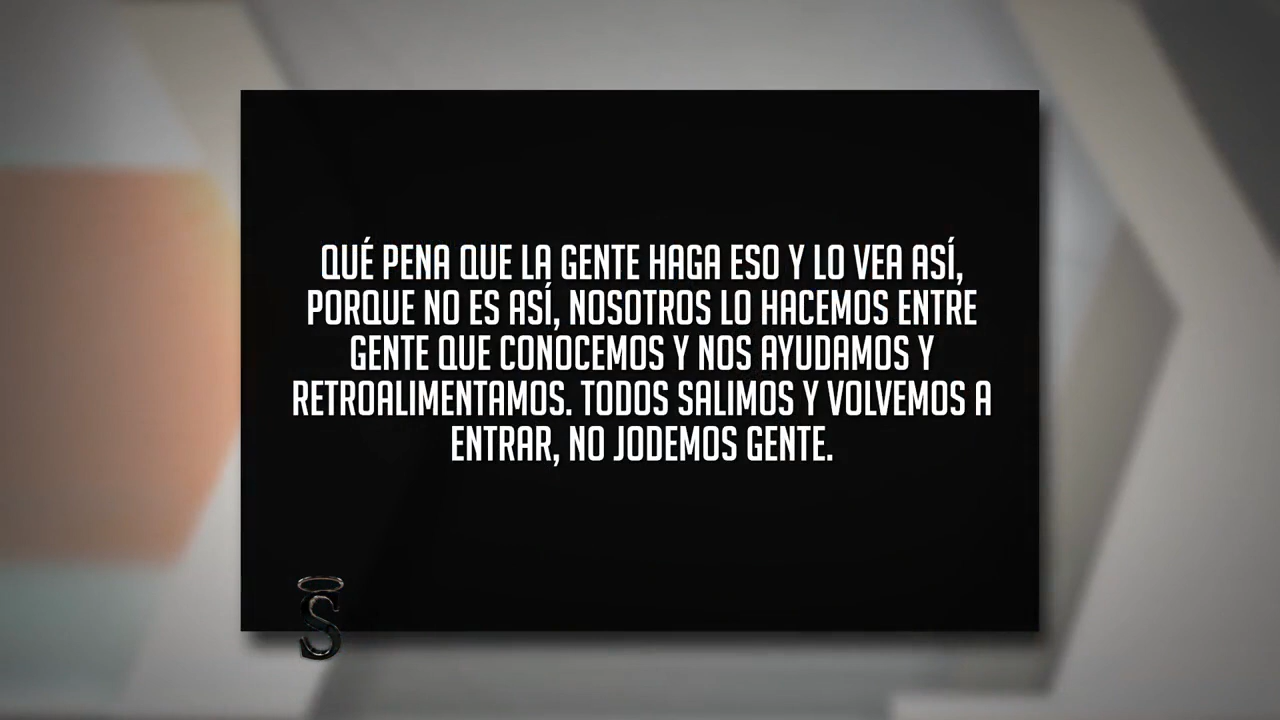 QUÉ PENA QUE LA GENTE HAGA ESO Y LO VEA ASÍ,
PORQUE NO ES ASÍ, NOSOTROS LO HACEMOS ENTRE
GENTE QUE CONOCEMOS Y NOS AYUDAMOS Y
RETROALIMENTAMOS. TODOS SALIMOS Y VOLVEMOS A
ENTRAR, NO JODEMOS GENTE.
S